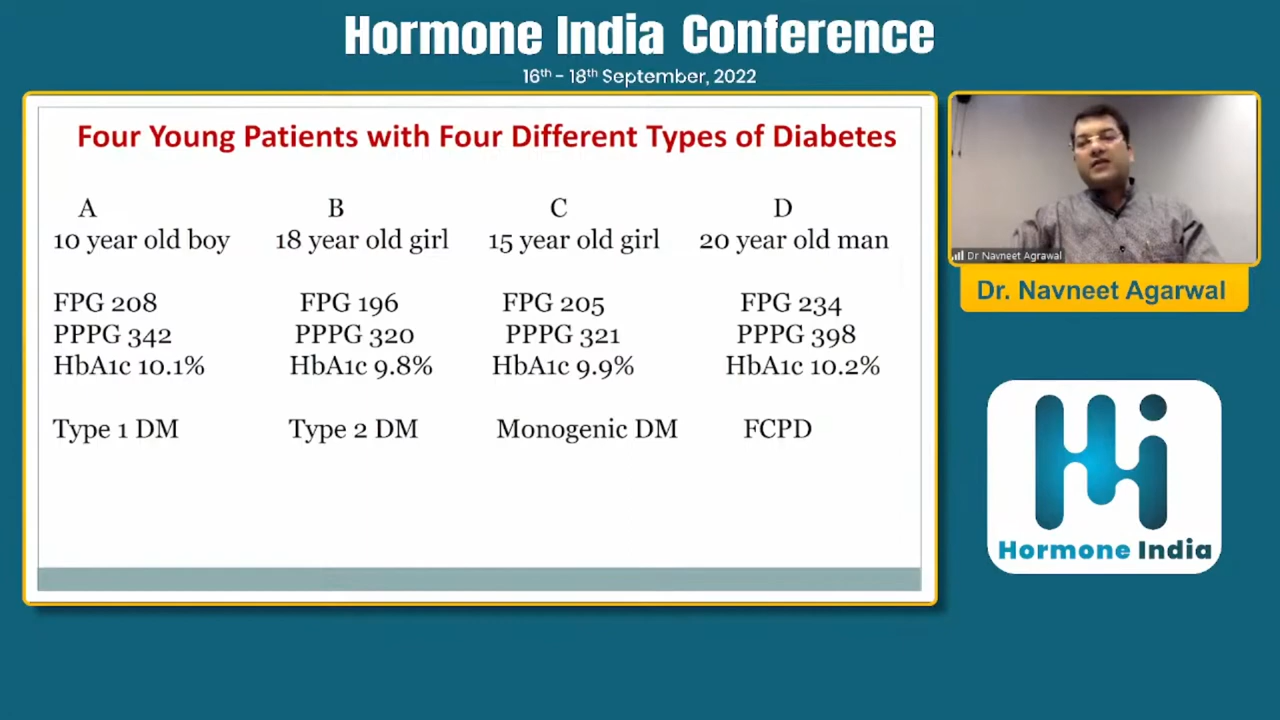 Hormone India Conference
16th - 18th September, 2022
Four Young Patients with Four Different Types of Diabetes
A B C D
10 year old boy 18 year old girl 15 year old girl 20 year old man
FPG 208 FPG 196 FPG 205 FPG 234
PPPG 342 PPPG 320 PPPG 321 PPPG 398
HbA1c 10.1% HbA1c 9.8% HbA1c 9.9% HbA1c 10.2%
Type 1 DM Type 2 DM Monogenic DM FCPD
Dr Navneet Agrawal
Dr. Navneet Agarwal
Hi
Hormone India